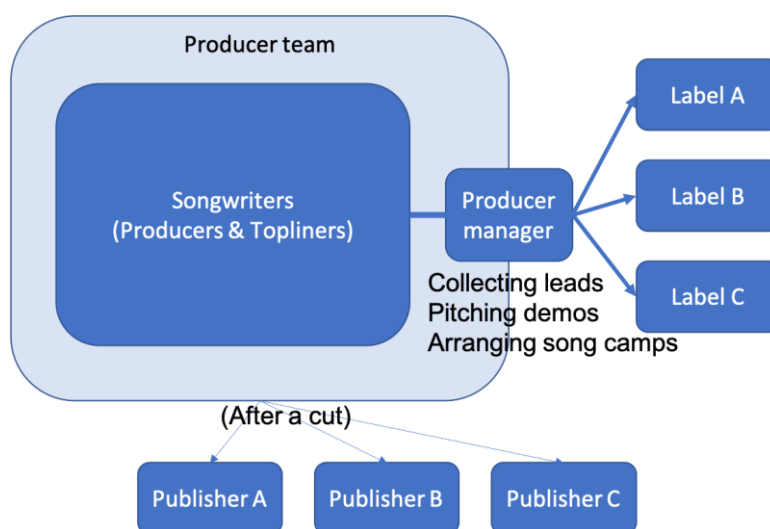 Producer team
Label A
Songwriters
(Producers & Topliners)
Producer
manager
Label B
Collecting leads
Pitching demos
Arranging song camps
Label C
(After a cut)
Publisher A
Publisher B
Publisher C